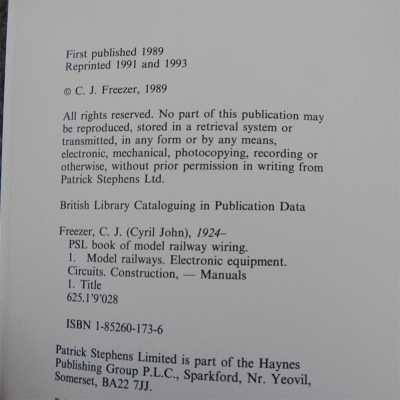 First published 1989
Reprinted 1991 and 1993
© C. J. Freezer, 1989
All rights reserved. No part of this publication may
be reproduced, stored in a retrieval system or
transmitted, in any form or by any means,
electronic, mechanical, photocopying, recording or
otherwise, without prior permission in writing from
Patrick Stephens Ltd.
British Library Cataloguing in Publication Data
Freezer, C. J. (Cyril John), 1924–
PSL book of model railway wiring.
1. Model railways. Electronic equipment.
Circuits. Construction, — Manuals
I. Title
625.1'9'028
ISBN 1-85260-173-6
Patrick Stephens Limited is part of the Haynes
Publishing Group P.L.C., Sparkford, Nr. Yeovil,
Somerset, BA22 7JJ.